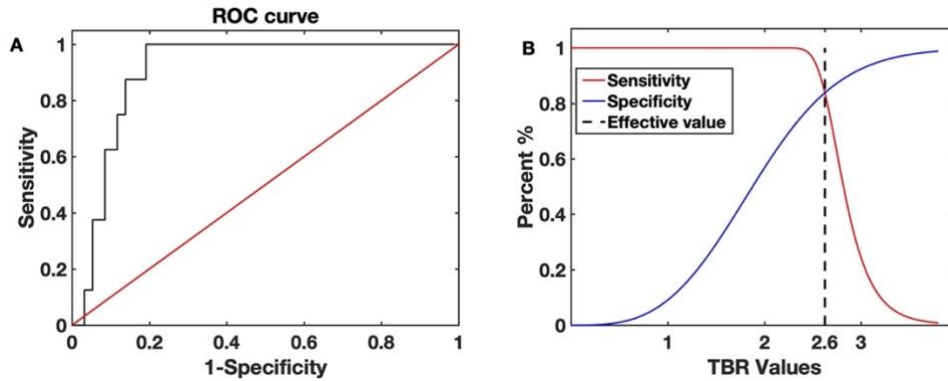 ROC curve
A
1
0.8
0.6
0.4
0.2
0
Sensitivity
0 0.2 0.4 0.6 0.8 1
1-Specificity
B
1
0.8
0.6
0.4
0.2
0
Percent %
Sensitivity
Specificity
Effective value
1 2 2.6 3
TBR Values